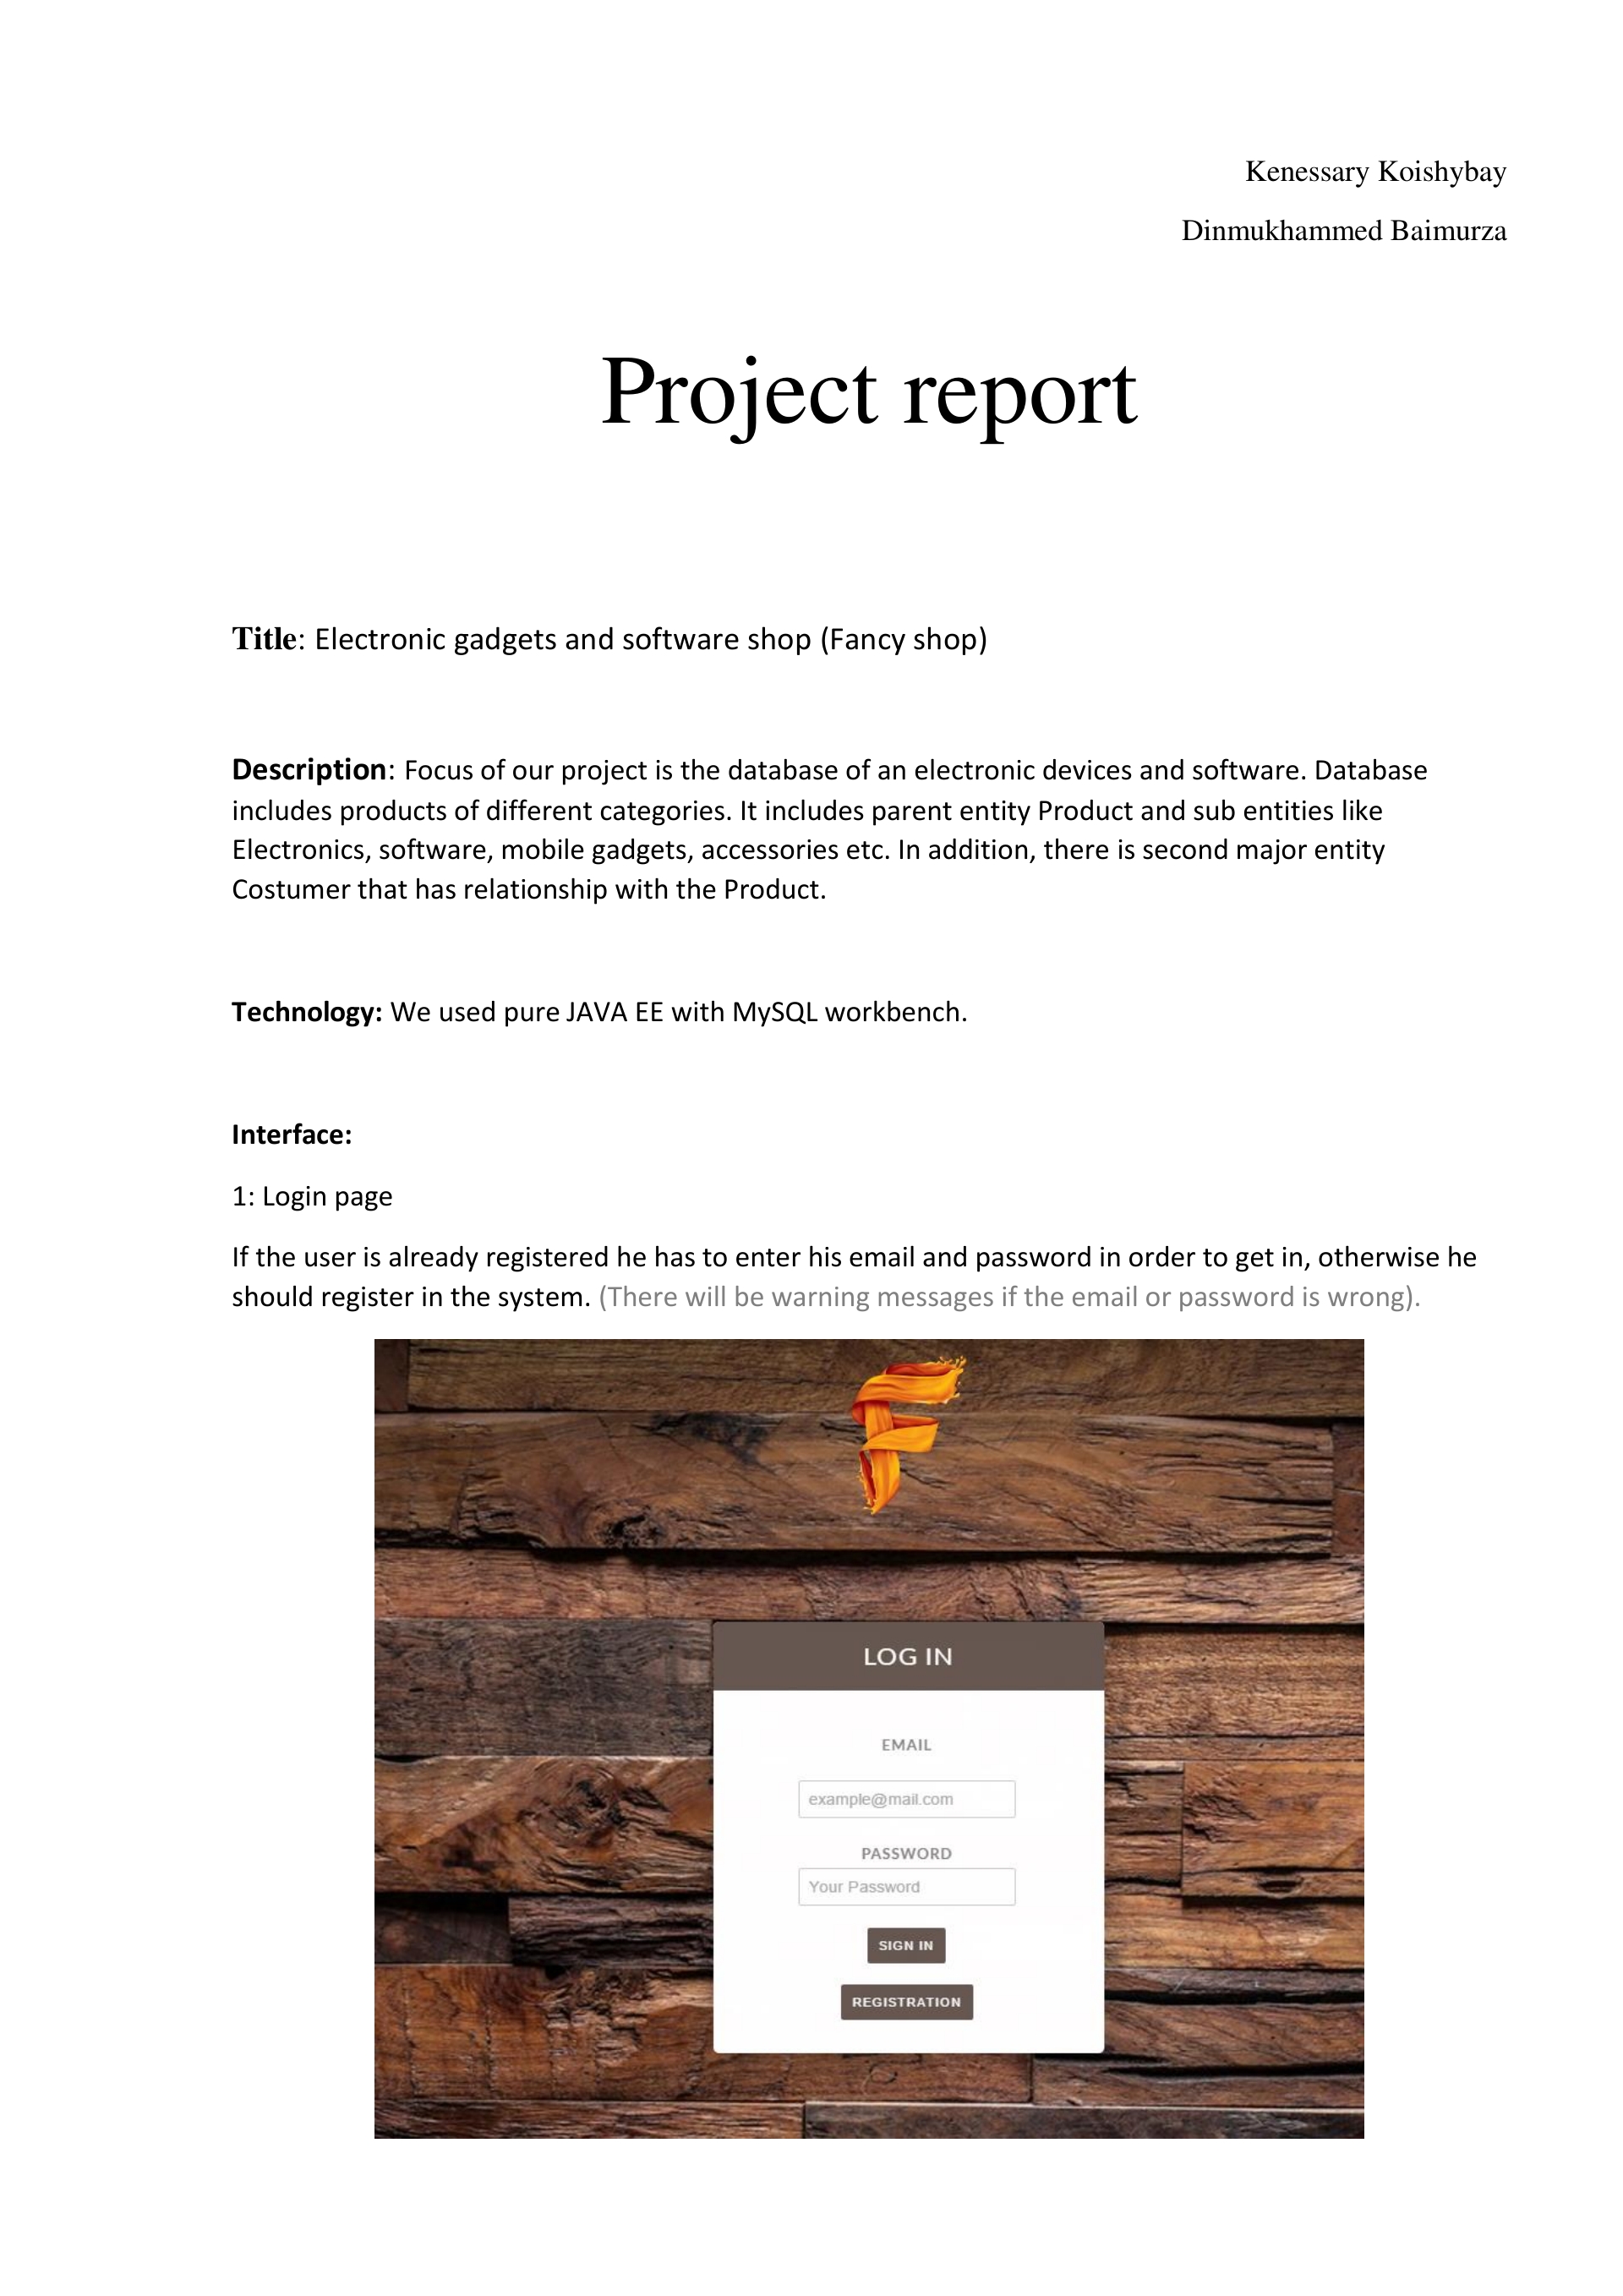 Kenessary Koishybay
Dinmukhammed Baimurza
Project report
Title: Electronic gadgets and software shop (Fancy shop)
Description: Focus of our project is the database of an electronic devices and software. Database
includes products of different categories. It includes parent entity Product and sub entities like
Electronics, software, mobile gadgets, accessories etc. In addition, there is second major entity
Costumer that has relationship with the Product.
Technology: We used pure JAVA EE with MySQL workbench.
Interface:
1: Login page
If the user is already registered he has to enter his email and password in order to get in, otherwise he
should register in the system. (There will be warning messages if the email or password is wrong).
F
LOG IN
EMAIL
example@mail.com
PASSWORD
Your Password
SIGN IN
REGISTRATION